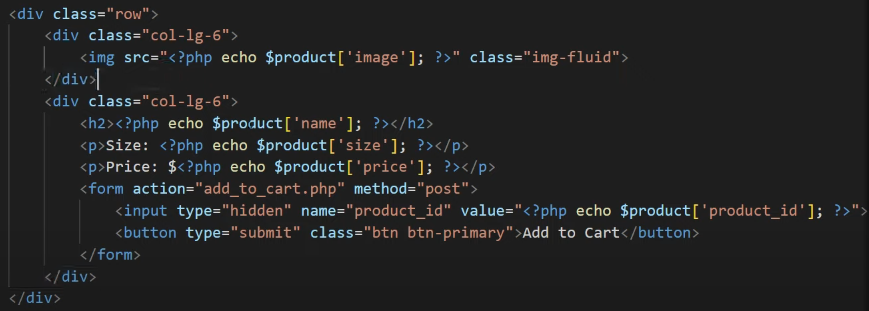 <div class="row">
    <div class="col-lg-6">
        <img src="<?php echo $product['image']; ?>" class="img-fluid">
    </div>
    <div class="col-lg-6">
        <h2><?php echo $product['name']; ?></h2>
        <p>Size: <?php echo $product['size']; ?></p>
        <p>Price: $<?php echo $product['price']; ?></p>
        <form action="add_to_cart.php" method="post">
            <input type="hidden" name="product_id" value="<?php echo $product['product_id']; ?>">
            <button type="submit" class="btn btn-primary">Add to Cart</button>
        </form>
    </div>
</div>